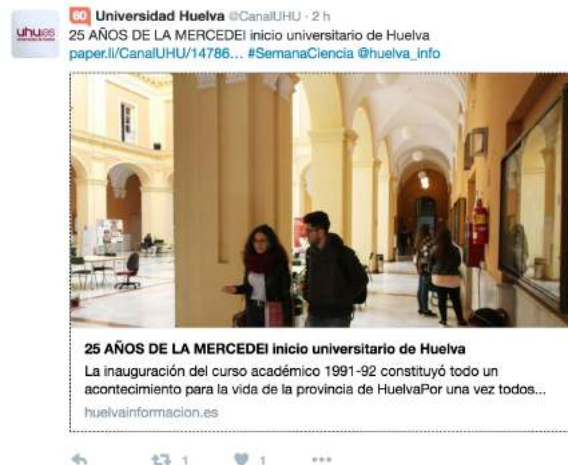 uhu.es
60 Universidad Huelva @CanalUHU · 2 h
25 AÑOS DE LA MERCEDEl inicio universitario de Huelva
paper.li/CanalUHU/14786... #SemanaCiencia @huelva_info
25 AÑOS DE LA MERCEDEl inicio universitario de Huelva
La inauguración del curso académico 1991-92 constituyó todo un
acontecimiento para la vida de la provincia de HuelvaPor una vez todos...
huelvainformacion.es
1 1